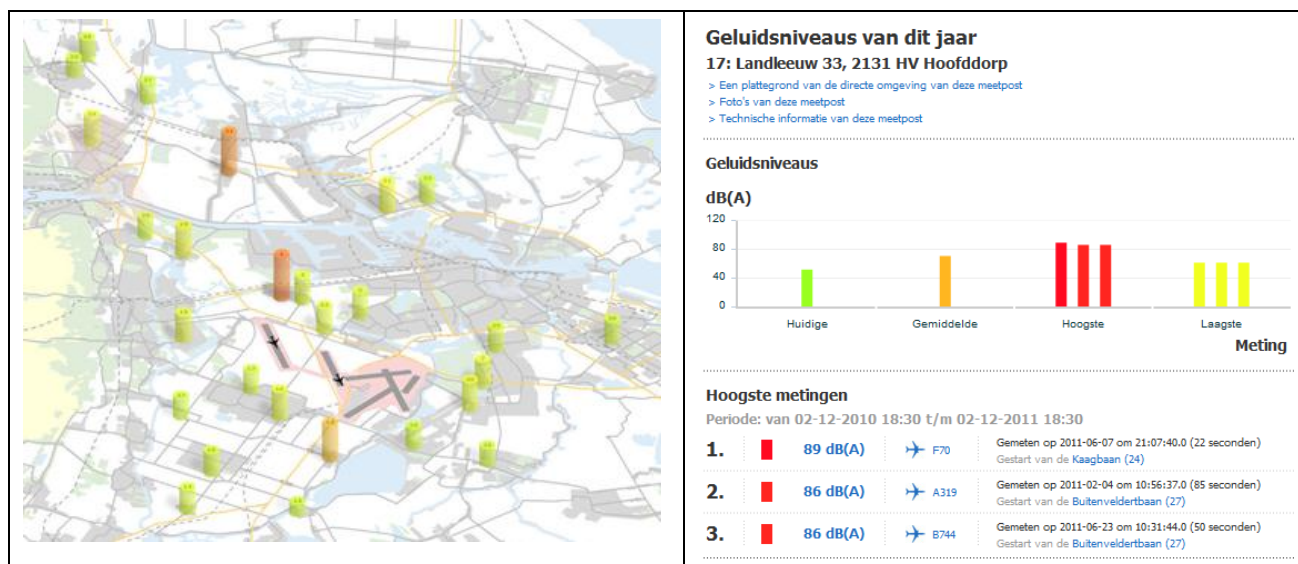 Geluidsniveaus van dit jaar
17: Landleeuw 33, 2131 HV Hoofddorp
> Een plattegrond van de directe omgeving van deze meetpost
> Foto's van deze meetpost
> Technische informatie van deze meetpost
Geluidsniveaus
dB(A)
120
80
40
0
Huidige Gemiddelde Hoogste Laagste
Meting
Hoogste metingen
Periode: van 02-12-2010 18:30 t/m 02-12-2011 18:30
1. 89 dB(A) F70 Gemeten op 2011-06-07 om 21:07:40.0 (22 seconden)
Gestart van de Kaagbaan (24)
2. 86 dB(A) A319 Gemeten op 2011-02-04 om 10:56:37.0 (85 seconden)
Gestart van de Buitenveldertbaan (27)
3. 86 dB(A) B744 Gemeten op 2011-06-23 om 10:31:44.0 (50 seconden)
Gestart van de Buitenveldertbaan (27)